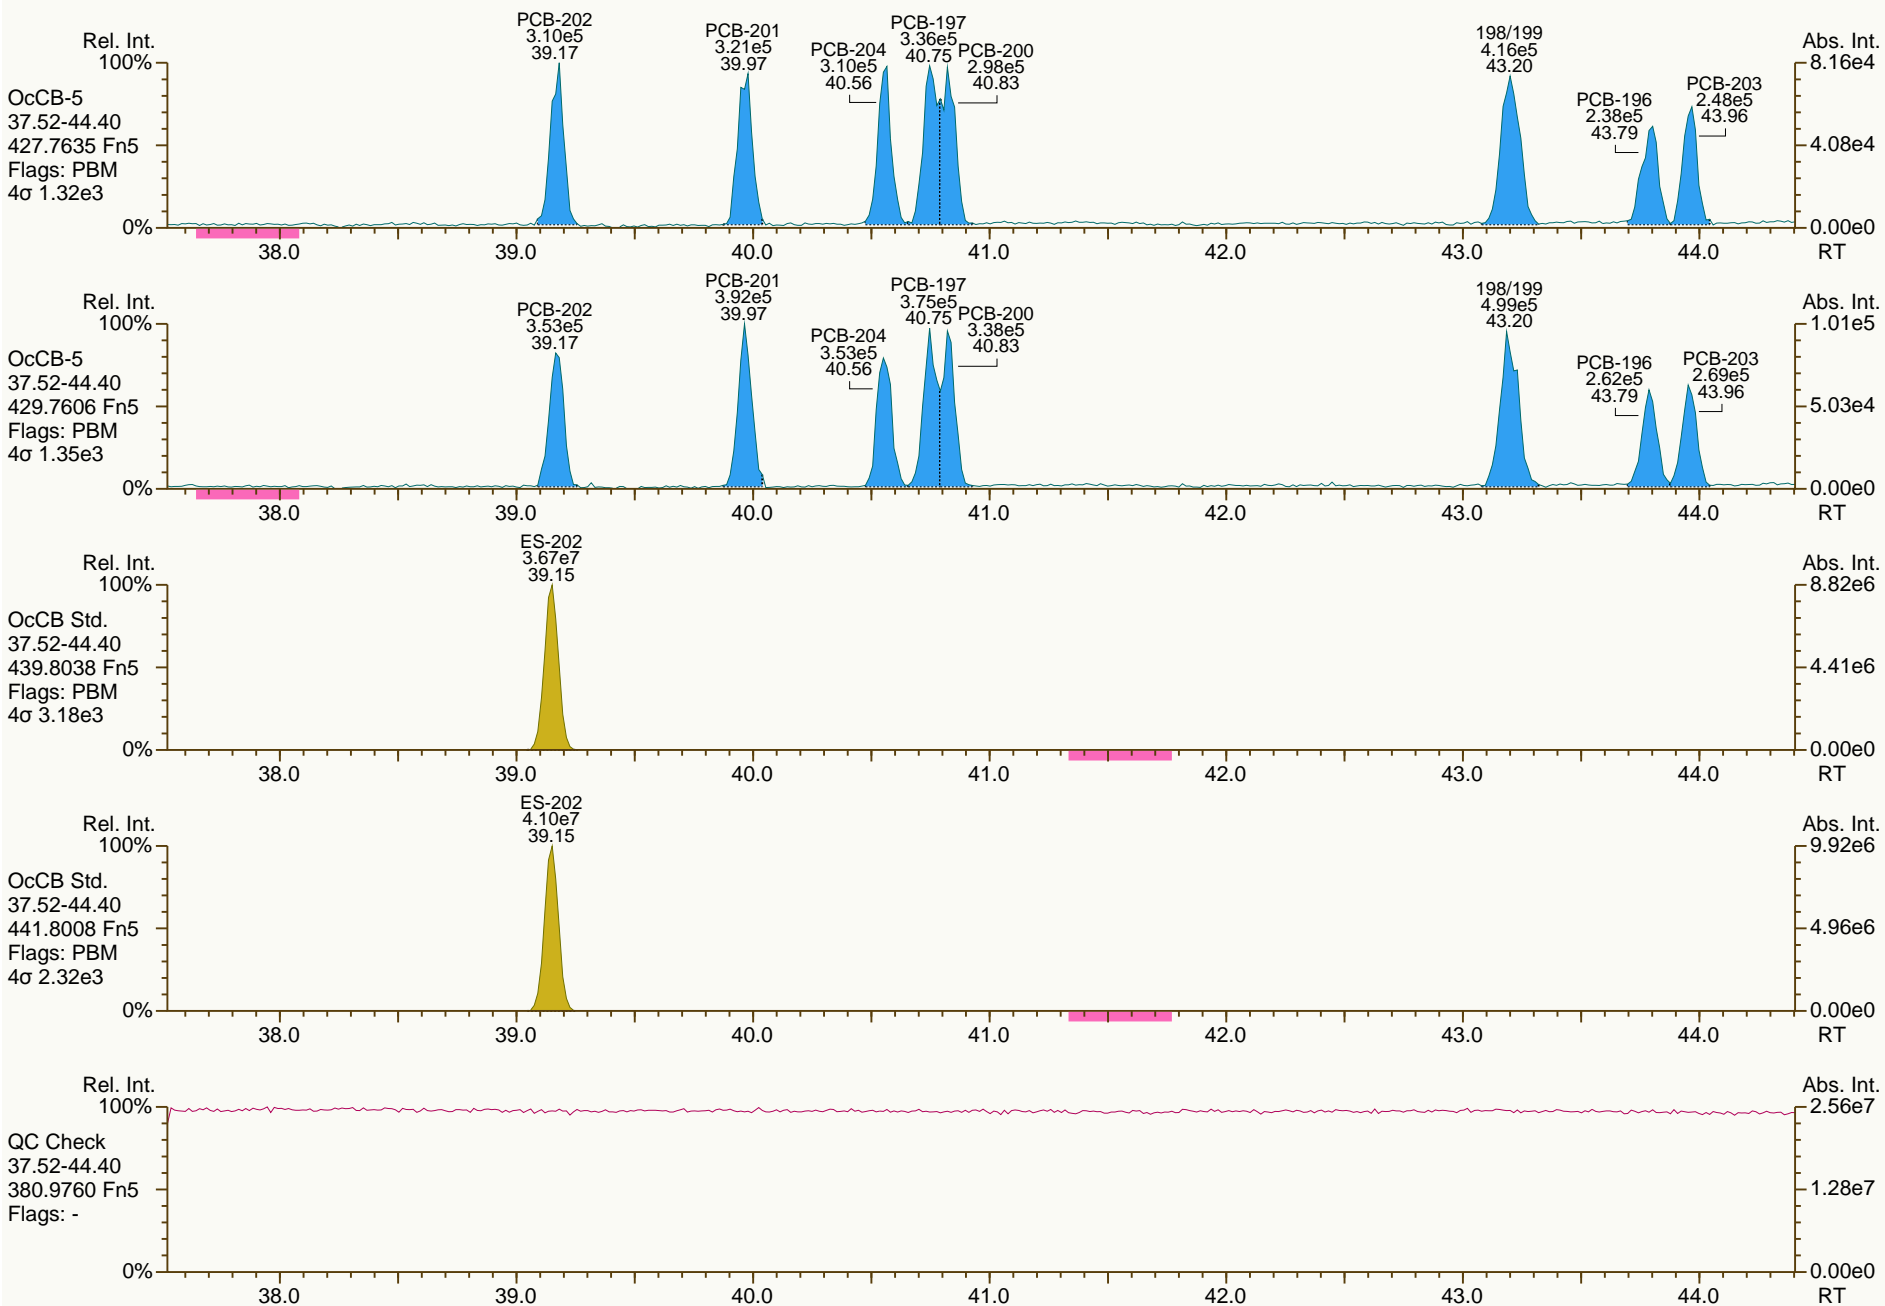 Rel. Int.
100%
0%
OcCB-5
37.52-44.40
427.7635 Fn5
Flags: PBM
4σ 1.32e3
PCB-202
3.10e5
39.17
PCB-201
3.21e5
39.97
PCB-204
3.10e5
40.56
PCB-197
3.36e5
40.75
PCB-200
2.98e5
40.83
198/199
4.16e5
43.20
PCB-196
2.38e5
43.79
PCB-203
2.48e5
43.96
Abs. Int.
8.16e4
4.08e4
0.00e0
38.0 39.0 40.0 41.0 42.0 43.0 44.0 RT
Rel. Int.
100%
0%
OcCB-5
37.52-44.40
429.7606 Fn5
Flags: PBM
4σ 1.35e3
PCB-202
3.53e5
39.17
PCB-201
3.92e5
39.97
PCB-204
3.53e5
40.56
PCB-197
3.75e5
40.75
PCB-200
3.38e5
40.83
198/199
4.99e5
43.20
PCB-196
2.62e5
43.79
PCB-203
2.69e5
43.96
Abs. Int.
1.01e5
5.03e4
0.00e0
38.0 39.0 40.0 41.0 42.0 43.0 44.0 RT
Rel. Int.
100%
0%
OcCB Std.
37.52-44.40
439.8038 Fn5
Flags: PBM
4σ 3.18e3
ES-202
3.67e7
39.15
Abs. Int.
8.82e6
4.41e6
0.00e0
38.0 39.0 40.0 41.0 42.0 43.0 44.0 RT
Rel. Int.
100%
0%
OcCB Std.
37.52-44.40
441.8008 Fn5
Flags: PBM
4σ 2.32e3
ES-202
4.10e7
39.15
Abs. Int.
9.92e6
4.96e6
0.00e0
38.0 39.0 40.0 41.0 42.0 43.0 44.0 RT
Rel. Int.
100%
0%
QC Check
37.52-44.40
380.9760 Fn5
Flags: -
Abs. Int.
2.56e7
1.28e7
0.00e0
38.0 39.0 40.0 41.0 42.0 43.0 44.0 RT